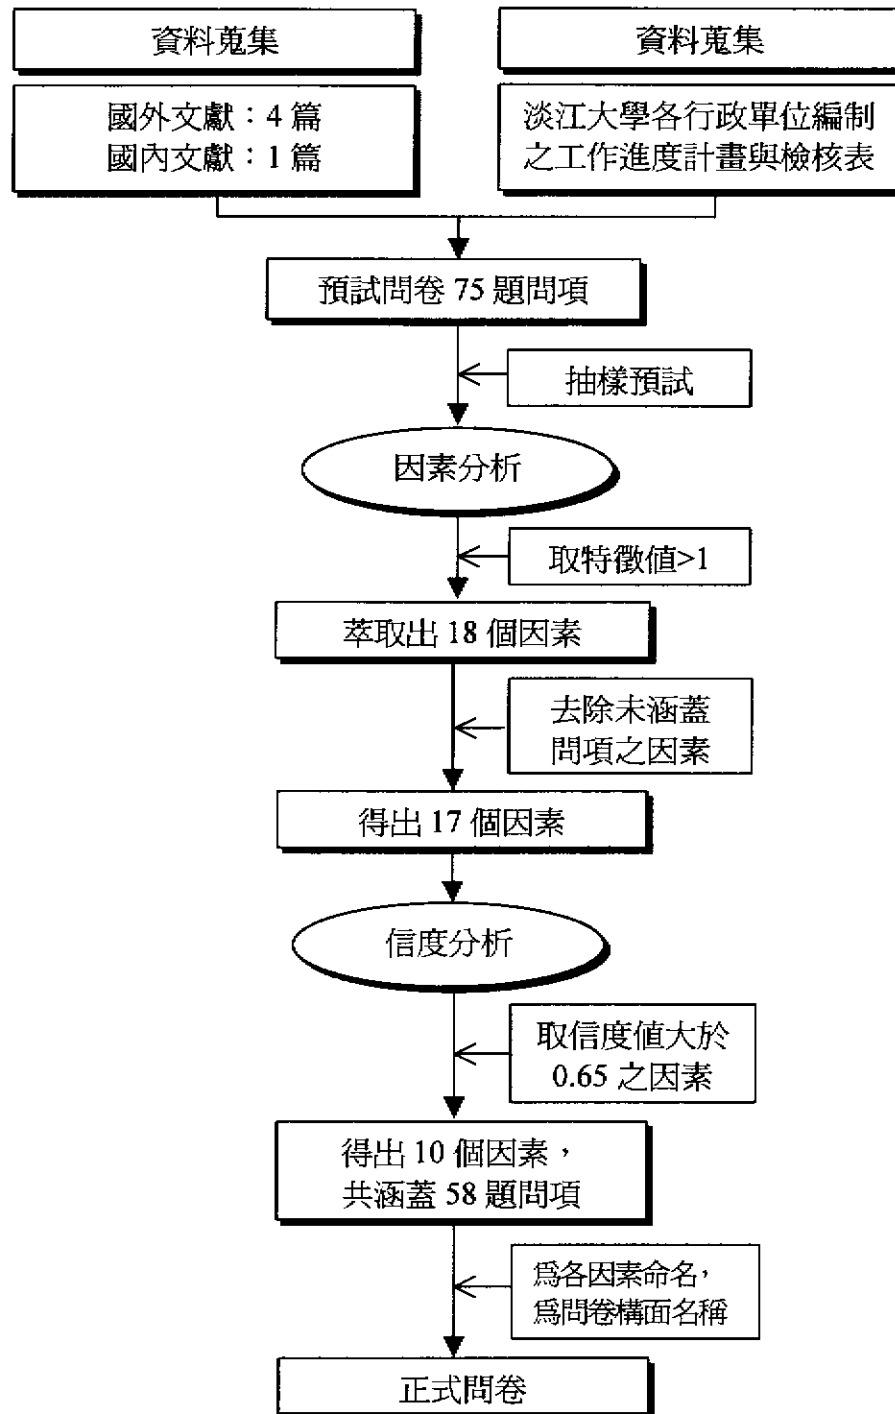 資料蒐集
國外文獻：4 篇
國內文獻：1 篇
資料蒐集
淡江大學各行政單位編制
之工作進度計畫與檢核表
預試問卷 75 題問項
抽樣預試
因素分析
取特徵值>1
萃取出 18 個因素
去除未涵蓋
問項之因素
得出 17 個因素
信度分析
取信度值大於
0.65 之因素
得出 10 個因素，
共涵蓋 58 題問項
為各因素命名，
為問卷構面名稱
正式問卷